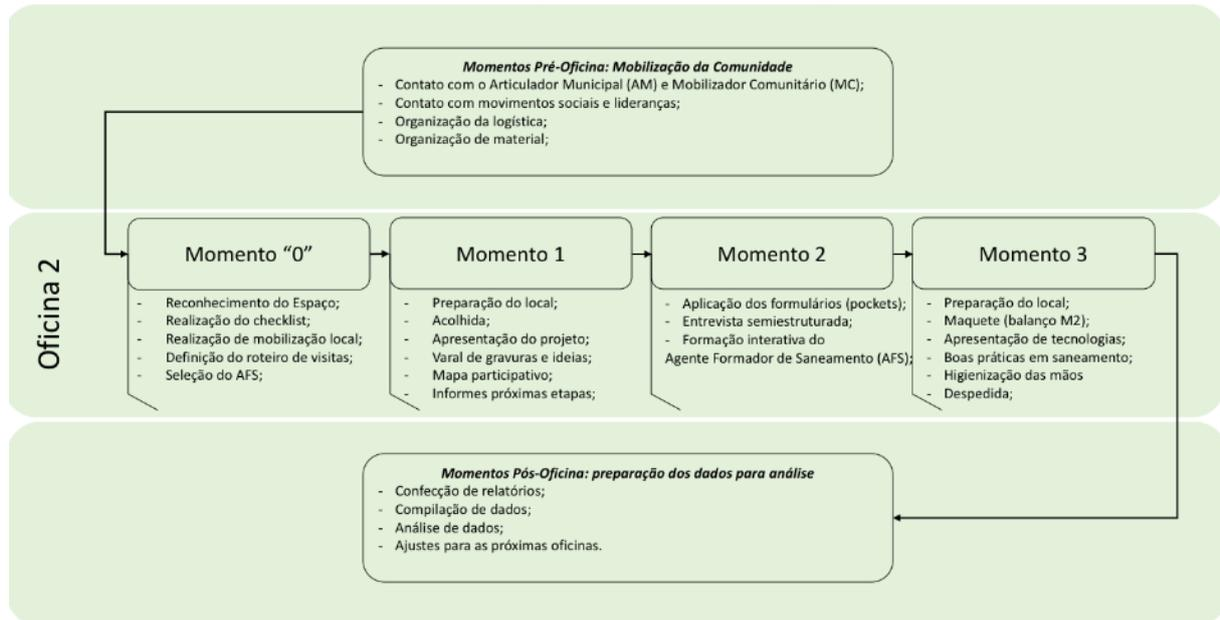 Momentos Pré-Oficina: Mobilização da Comunidade
- Contato com o Articulador Municipal (AM) e Mobilizador Comunitário (MC);
- Contato com movimentos sociais e lideranças;
- Organização da logística;
- Organização de material;
Oficina 2
Momento “0”
- Reconhecimento do Espaço;
- Realização do checklist;
- Realização de mobilização local;
- Definição do roteiro de visitas;
- Seleção do AFS;
Momento 1
- Preparação do local;
- Acolhida;
- Apresentação do projeto;
- Varal de gravuras e ideias;
- Mapa participativo;
- Informes próximas etapas;
Momento 2
- Aplicação dos formulários (pockets);
- Entrevista semiestruturada;
- Formação interativa do
Agente Formador de Saneamento (AFS);
Momento 3
- Preparação do local;
- Maquete (balanço M2);
- Apresentação de tecnologias;
- Boas práticas em saneamento;
- Higienização das mãos
- Despedida;
Momentos Pós-Oficina: preparação dos dados para análise
- Confecção de relatórios;
- Compilação de dados;
- Análise de dados;
- Ajustes para as próximas oficinas.